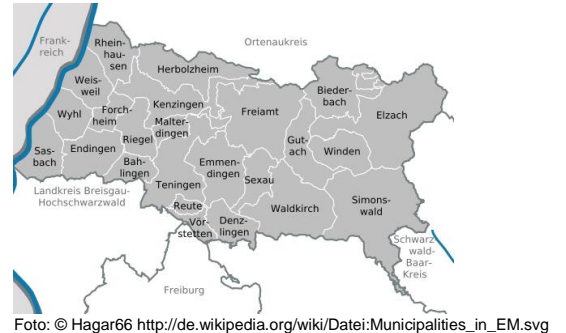 Frank-
reich
Rhein-
hau-
sen
Ortenaukreis
Herbolzheim
Weis-
weil
Bieder-
bach
Elzach
Wyhl
Forch-
heim
Kenzingen
Freiamt
Malter-
dingen
Riegel
Sas-
bach
Endingen
Gut-
ach
Winden
Bah-
lingen
Emmen-
dingen
Sexau
Teningen
Landkreis Breisgau-
Hochschwarzwald
Reute
Waldkirch
Simons-
wald
Vör-
stetten
Denz-
lingen
Schwarz
wald-
Baar-
Kreis
Freiburg
Foto: © Hagar66 http://de.wikipedia.org/wiki/Datei:Municipalities_in_EM.svg